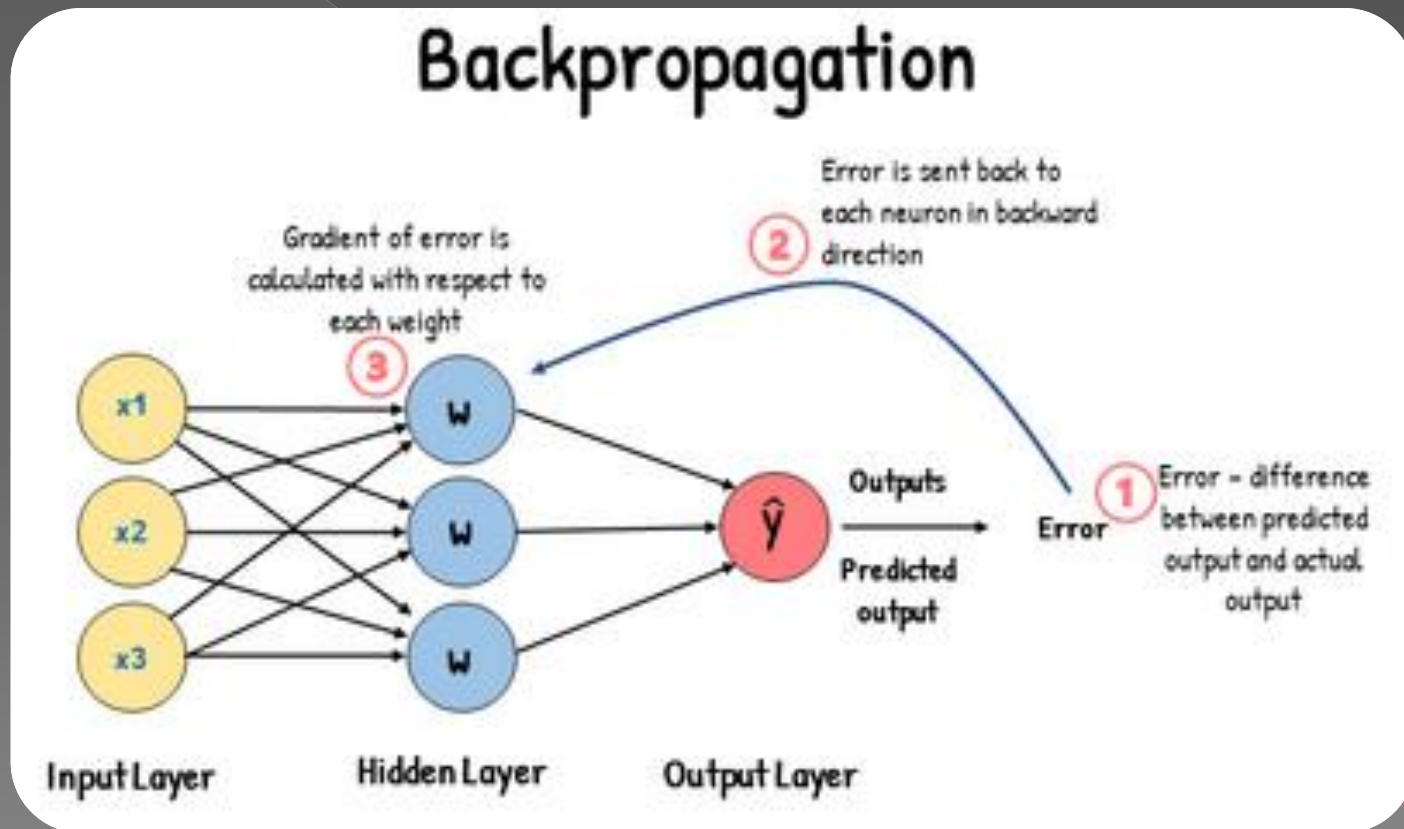 Backpropagation
Error is sent back to
each neuron in backward
direction
2
Gradient of error is
calculated with respect to
each weight
3
x1
x2
x3
w
w
w
ŷ
Outputs
Predicted
output
Error
1
Error - difference
between predicted
output and actual
output
Input Layer
Hidden Layer
Output Layer